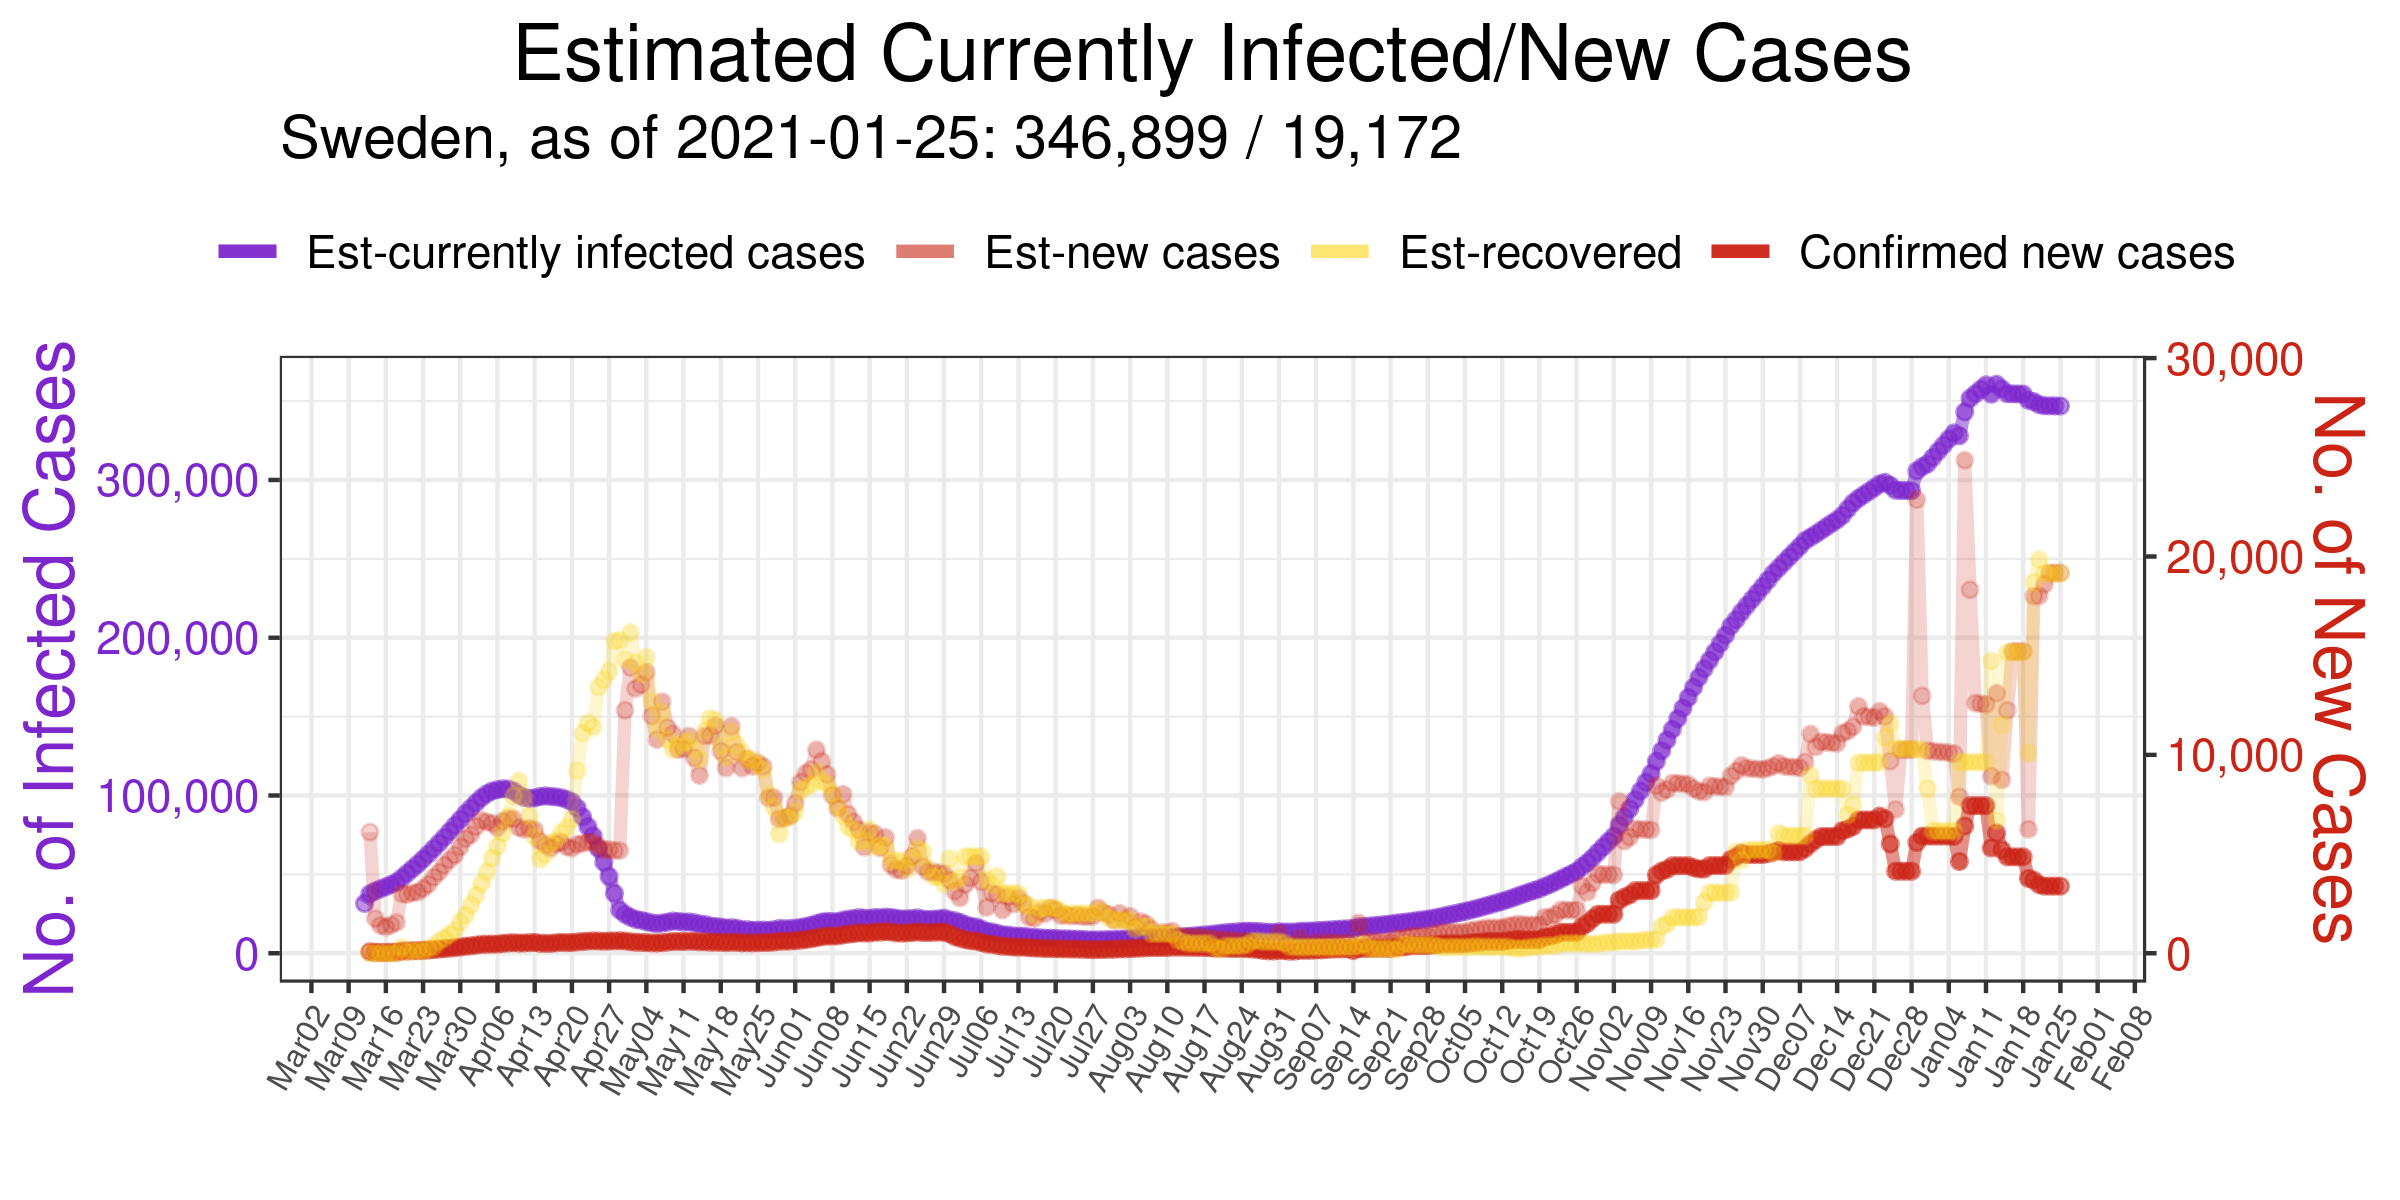 Estimated Currently Infected/New Cases
Sweden, as of 2021-01-25: 346,899 / 19,172
Est-currently infected cases Est-new cases Est-recovered Confirmed new cases
No. of Infected Cases
300,000
200,000
100,000
0
30,000
20,000
10,000
0
No. of New Cases
Mar02 Mar09 Mar16 Mar23 Mar30 Apr06 Apr13 Apr20 Apr27 May04 May11 May18 May25 Jun01 Jun08 Jun15 Jun22 Jun29 Jul06 Jul13 Jul20 Jul27 Aug03 Aug10 Aug17 Aug24 Aug31 Sep07 Sep14 Sep21 Sep28 Oct05 Oct12 Oct19 Oct26 Nov02 Nov09 Nov16 Nov23 Nov30 Dec07 Dec14 Dec21 Dec28 Dec04 Jan11 Jan18 Jan25 Feb01 Feb08